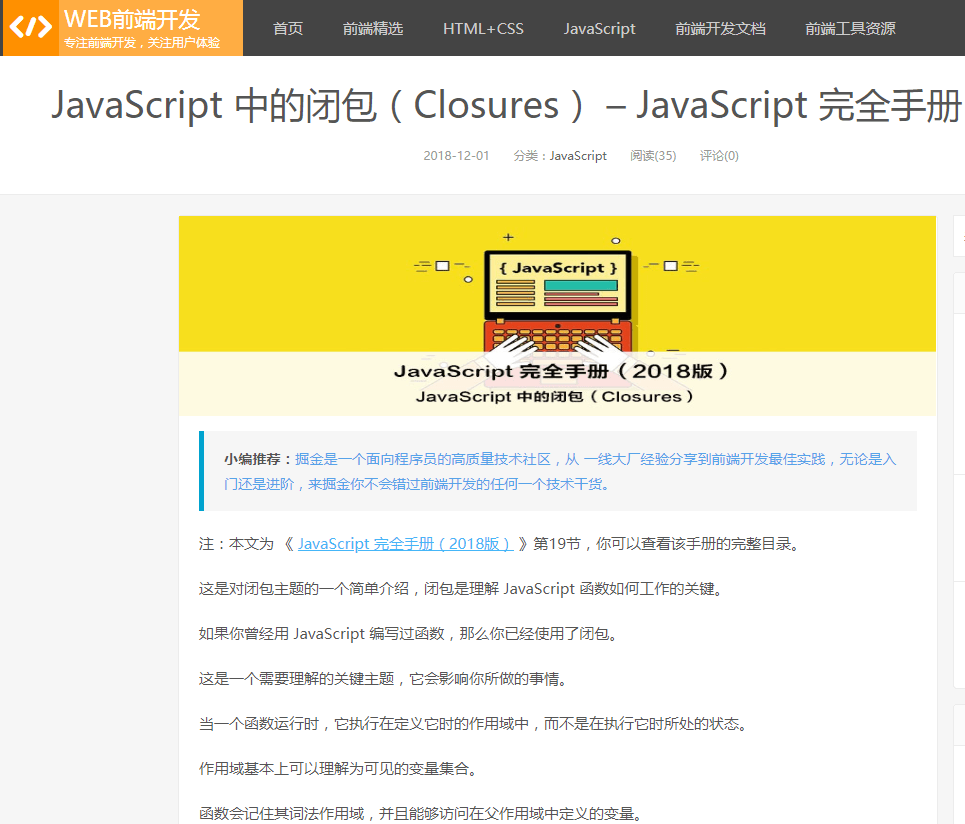 WEB前端开发
专注前端开发，关注用户体验
首页 前端精选 HTML+CSS JavaScript 前端开发文档 前端工具资源
JavaScript 中的闭包（Closures） – JavaScript 完全手册
2018-12-01 分类：JavaScript 阅读(35) 评论(0)
{ JavaScript }
JavaScript 完全手册（2018版）
JavaScript 中的闭包（Closures）
小编推荐：掘金是一个面向程序员的高质量技术社区，从 一线大厂经验分享到前端开发最佳实践，无论是入
门还是进阶，来掘金你不会错过前端开发的任何一个技术干货。
注：本文为 《 JavaScript 完全手册（2018版） 》第19节，你可以查看该手册的完整目录。
这是对闭包主题的一个简单介绍，闭包是理解 JavaScript 函数如何工作的关键。
如果你曾经用 JavaScript 编写过函数，那么你已经使用了闭包。
这是一个需要理解的关键主题，它会影响你所做的事情。
当一个函数运行时，它执行在定义它时的作用域中，而不是在执行它时所处的状态。
作用域基本上可以理解为可见的变量集合。
函数会记住其词法作用域，并且能够访问在父作用域中定义的变量。